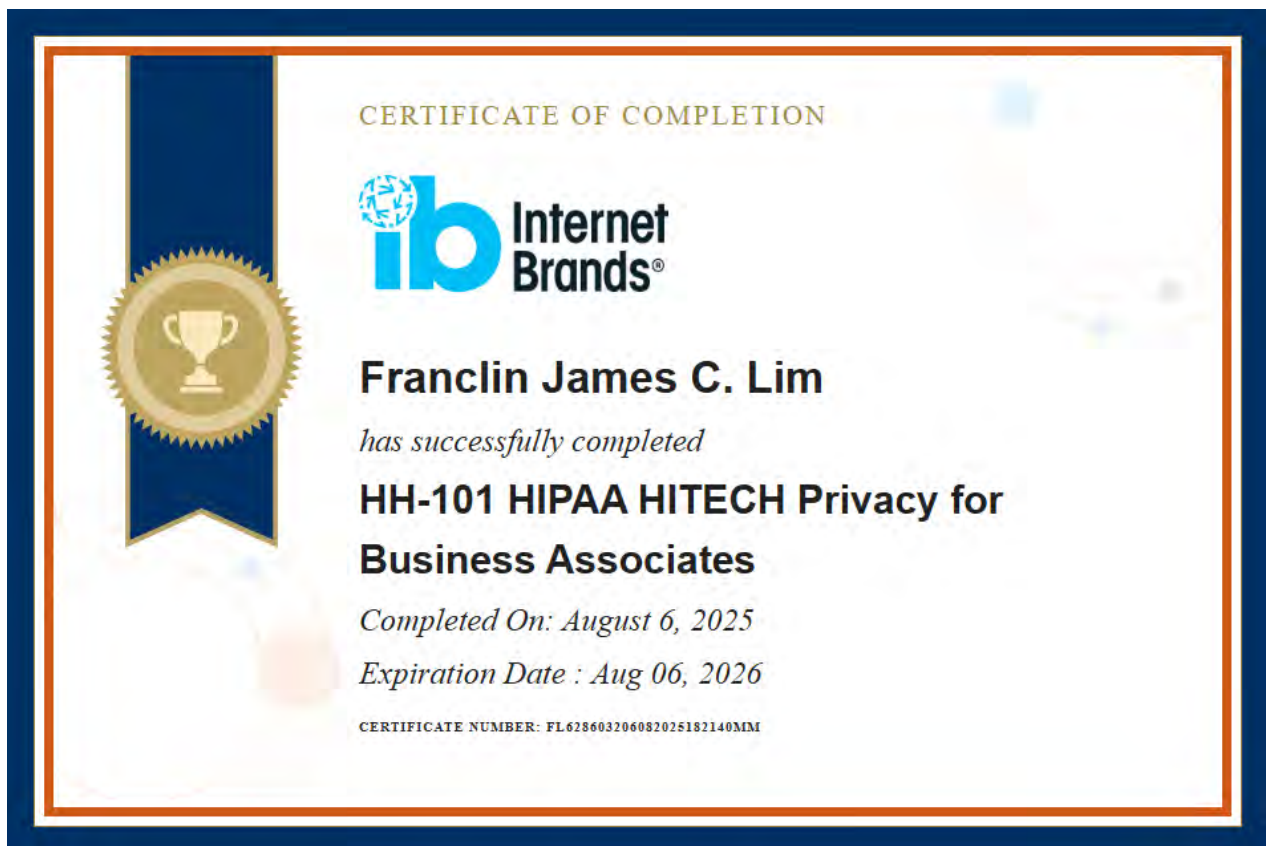 CERTIFICATE OF COMPLETION
ib Internet
Brands®
Franclin James C. Lim
has successfully completed
HH-101 HIPAA HITECH Privacy for
Business Associates
Completed On: August 6, 2025
Expiration Date : Aug 06, 2026
CERTIFICATE NUMBER: FL628603206082025182140MM